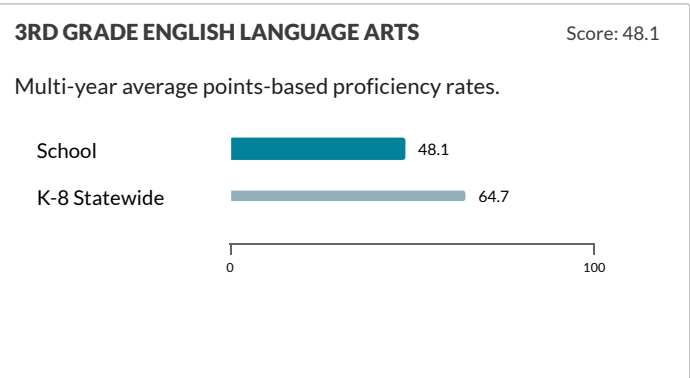 3RD GRADE ENGLISH LANGUAGE ARTS Score: 48.1
Multi-year average points-based proficiency rates.
School 48.1
K-8 Statewide 64.7
0 100